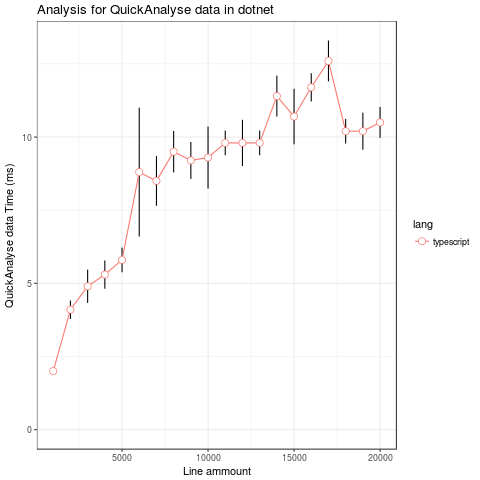 Analysis for QuickAnalyse data in dotnet
QuickAnalyse data Time (ms)
10
5
0
5000 10000 15000 20000
Line ammount
lang
typescript